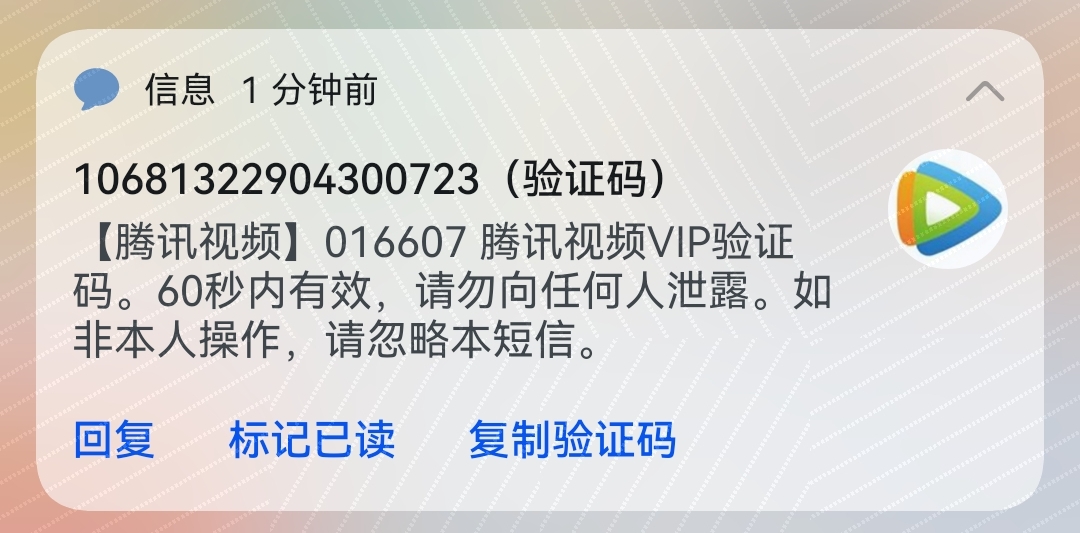 信息 1 分钟前
10681322904300723（验证码）
【腾讯视频】016607 腾讯视频VIP验证
码。60秒内有效，请勿向任何人泄露。如
非本人操作，请忽略本短信。
回复 标记已读 复制验证码